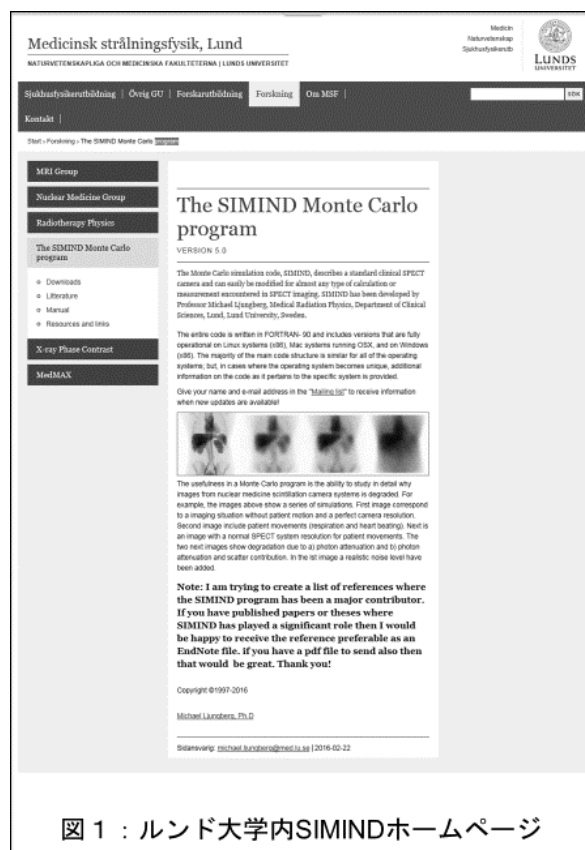 Medicinsk strålningsfysik, Lund
NATURVETENSKAPLIGA OCH MEDICINSKA FAKULTETERNA | LUNDS UNIVERSITET
Medicin
Naturvetenskap
Sjukhusfysikerutb
LUNDS
UNIVERSITET
Sjukhusfysikerutbildning | Övrig GU | Forskarutbildning | Forskning | Om MSF |
SÖK
Kontakt |
Start › Forskning › The SIMIND Monte Carlo program
MRI Group
Nuclear Medicine Group
Radiotherapy Physics
The SIMIND Monte Carlo
program
Downloads
Litterature
Manual
Resources and links
X-ray Phase Contrast
MedMAX
The SIMIND Monte Carlo
program
VERSION 5.0
The Monte Carlo simulation code, SIMIND, describes a standard clinical SPECT
camera and can easily be modified for almost any type of calculation or
measurement encountered in SPECT imaging. SIMIND has been developed by
Professor Michael Ljungberg, Medical Radiation Physics, Department of Clinical
Sciences, Lund, Lund University, Sweden.
The entire code is written in FORTRAN- 90 and includes versions that are fully
operational on Linux systems (x86), Mac systems running OSX, and on Windows
(x86). The majority of the main code structure is similar for all of the operating
systems; but, in cases where the operating system becomes unique, additional
information on the code as it pertains to the specific system is provided.
Give your name and e-mail address in the "Mailing list" to receive information
when new updates are available!
The usefulness in a Monte Carlo program is the ability to study in detail why
images from nuclear medicine scintillation camera systems is degraded. For
example, the images above show a series of simulations. First image correspond
to a imaging situation without patient motion and a perfect camera resolution.
Second image include patient movements (respiration and heart beating). Next is
an image with a normal SPECT system resolution for patient movements. The
two next images show degradation due to a) photon attenuation and b) photon
attenuation and scatter contribution. In the lst image a realistic noise level have
been added.
Note: I am trying to create a list of references where
the SIMIND program has been a major contributor.
If you have published papers or theses where
SIMIND has played a significant role then I would
be happy to receive the reference preferable as an
EndNote file. if you have a pdf file to send also then
that would be great. Thank you!
Copyright ©1997-2016
Michael Ljungberg, Ph.D
Sidansvarig: michael.ljungberg@med.lu.se | 2016-02-22
図1：ルンド大学内SIMINDホームページ